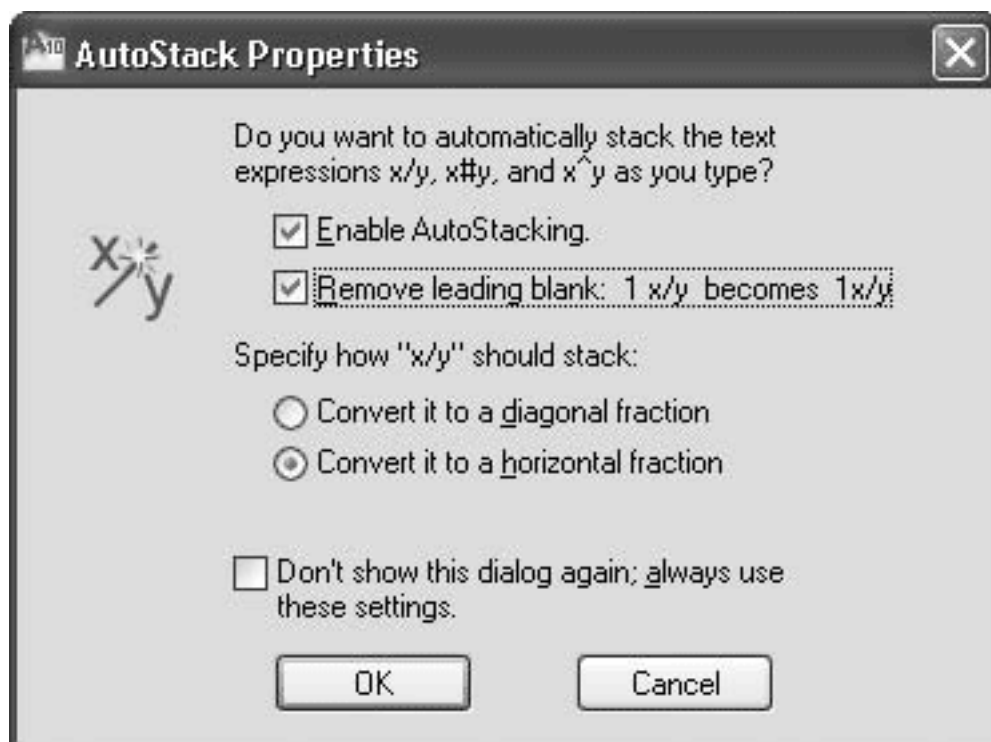 AutoStack Properties
Do you want to automatically stack the text
expressions x/y, x#y, and x^y as you type?
Enable AutoStacking.
Remove leading blank:  1 x/y  becomes  1x/y
x/y
Specify how "x/y" should stack:
Convert it to a diagonal fraction
Convert it to a horizontal fraction
Don't show this dialog again; always use
these settings.
OK
Cancel